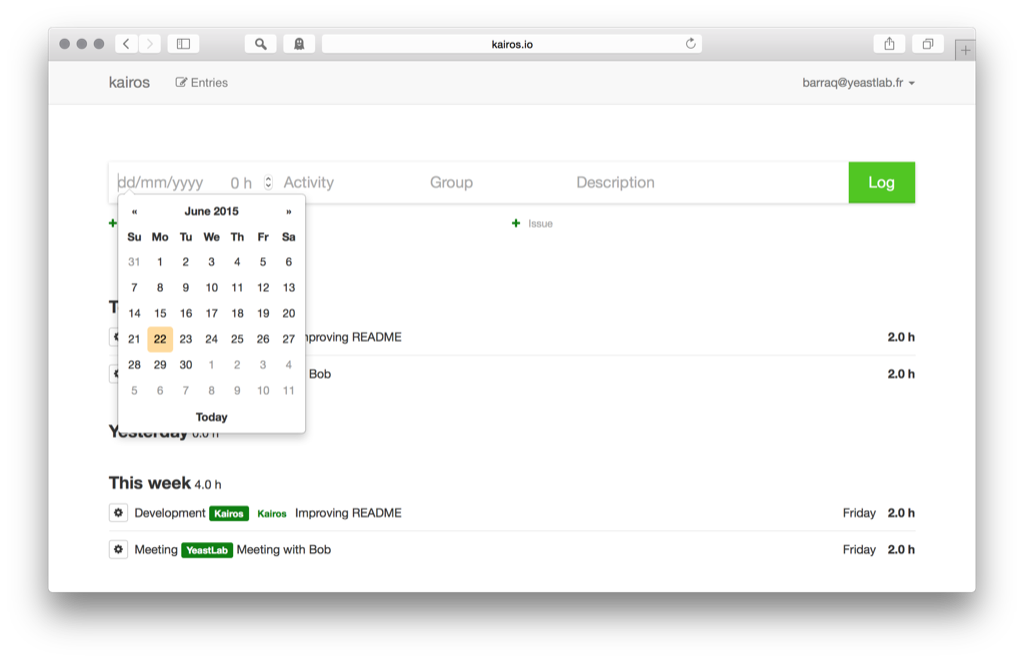 kairos.io
kairos Entries barraq@yeastlab.fr
dd/mm/yyyy 0 h Activity Group Description Log
Issue
« June 2015 »
Su Mo Tu We Th Fr Sa
31 1 2 3 4 5 6
7 8 9 10 11 12 13
14 15 16 17 18 19 20
21 22 23 24 25 26 27
28 29 30 1 2 3 4
5 6 7 8 9 10 11
Today
README 2.0 h
Bob 2.0 h
Yesterday 0.0 h
This week 4.0 h
Development Kairos Kairos Improving README Friday 2.0 h
Meeting YeastLab Meeting with Bob Friday 2.0 h